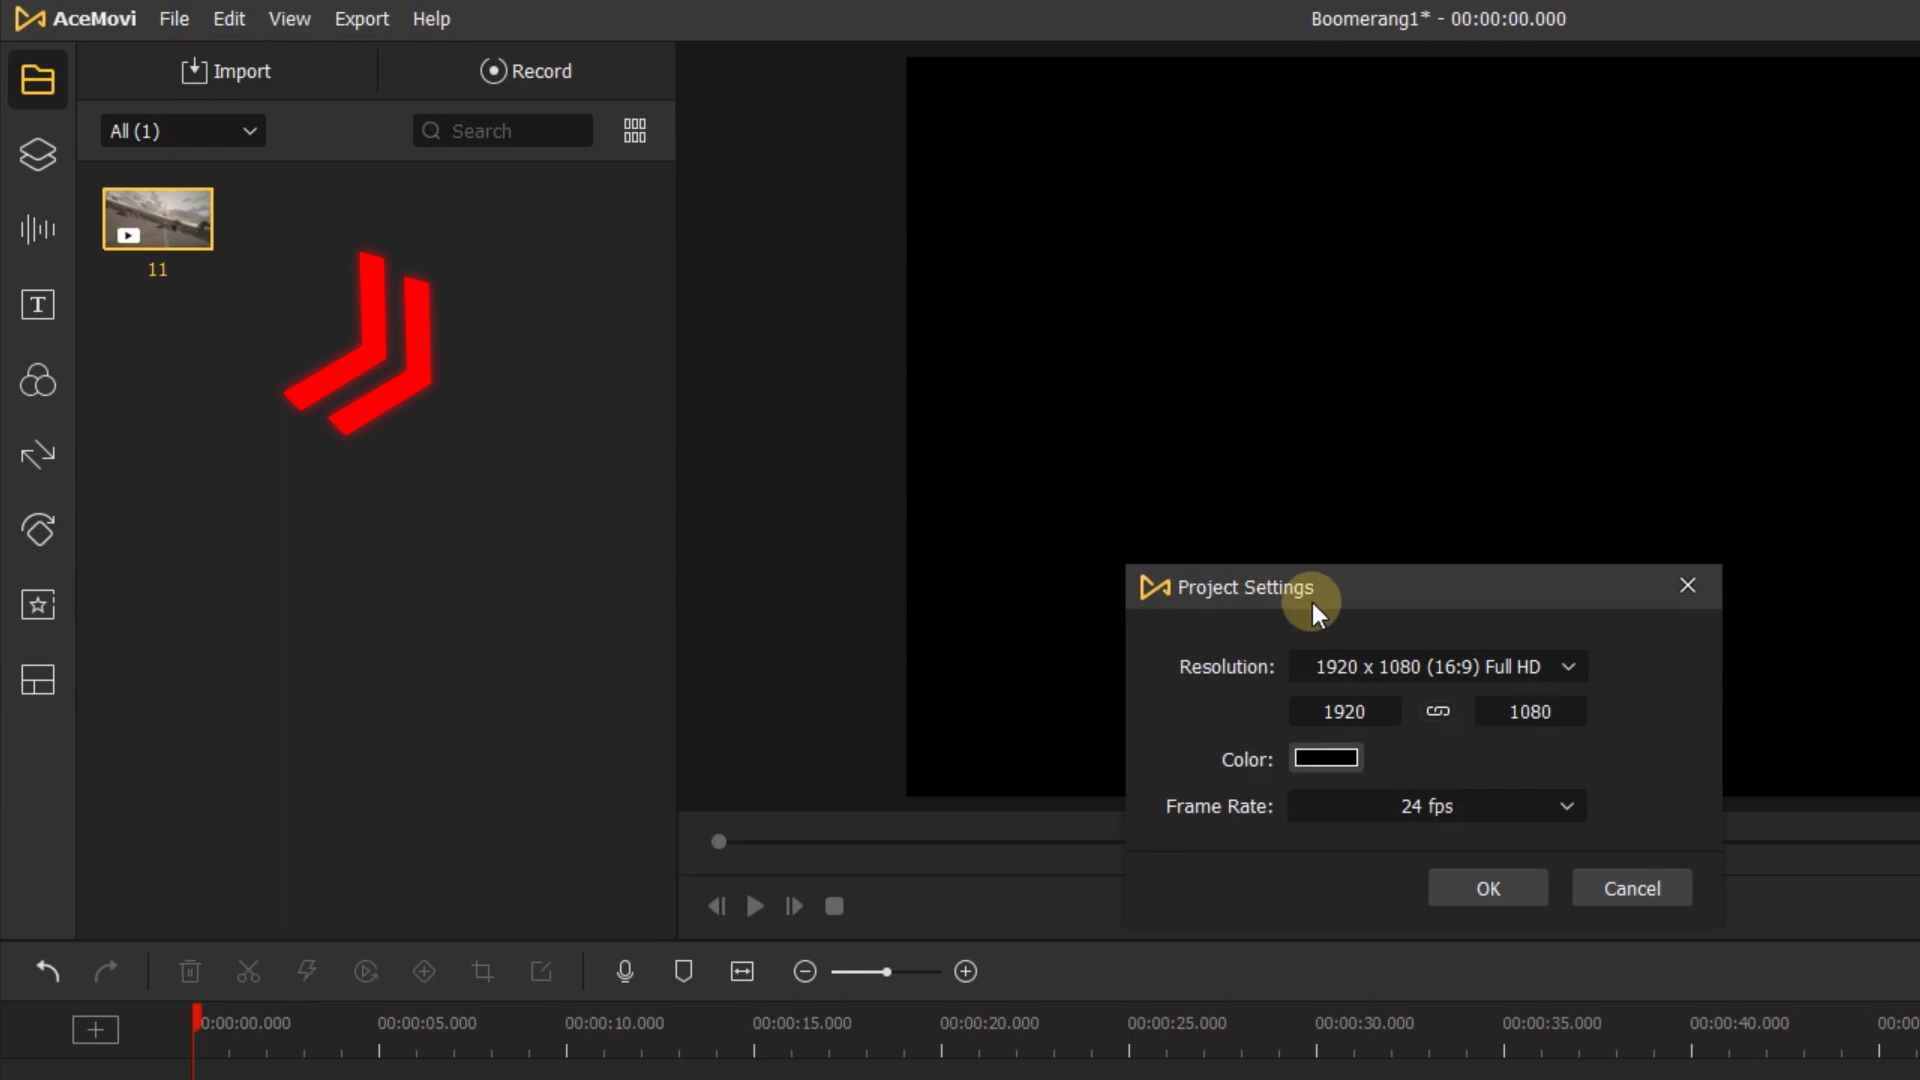 AceMovi File Edit View Export Help
Boomerang1* - 00:00:00.000
Import
Record
All (1)
Search
11
T
Project Settings
Resolution: 1920 x 1080 (16:9) Full HD
1920 1080
Color:
Frame Rate: 24 fps
OK Cancel
0:00:00.000 00:00:05.000 00:00:10.000 00:00:15.000 00:00:20.000 00:00:25.000 00:00:30.000 00:00:35.000 00:00:40.000 00:00